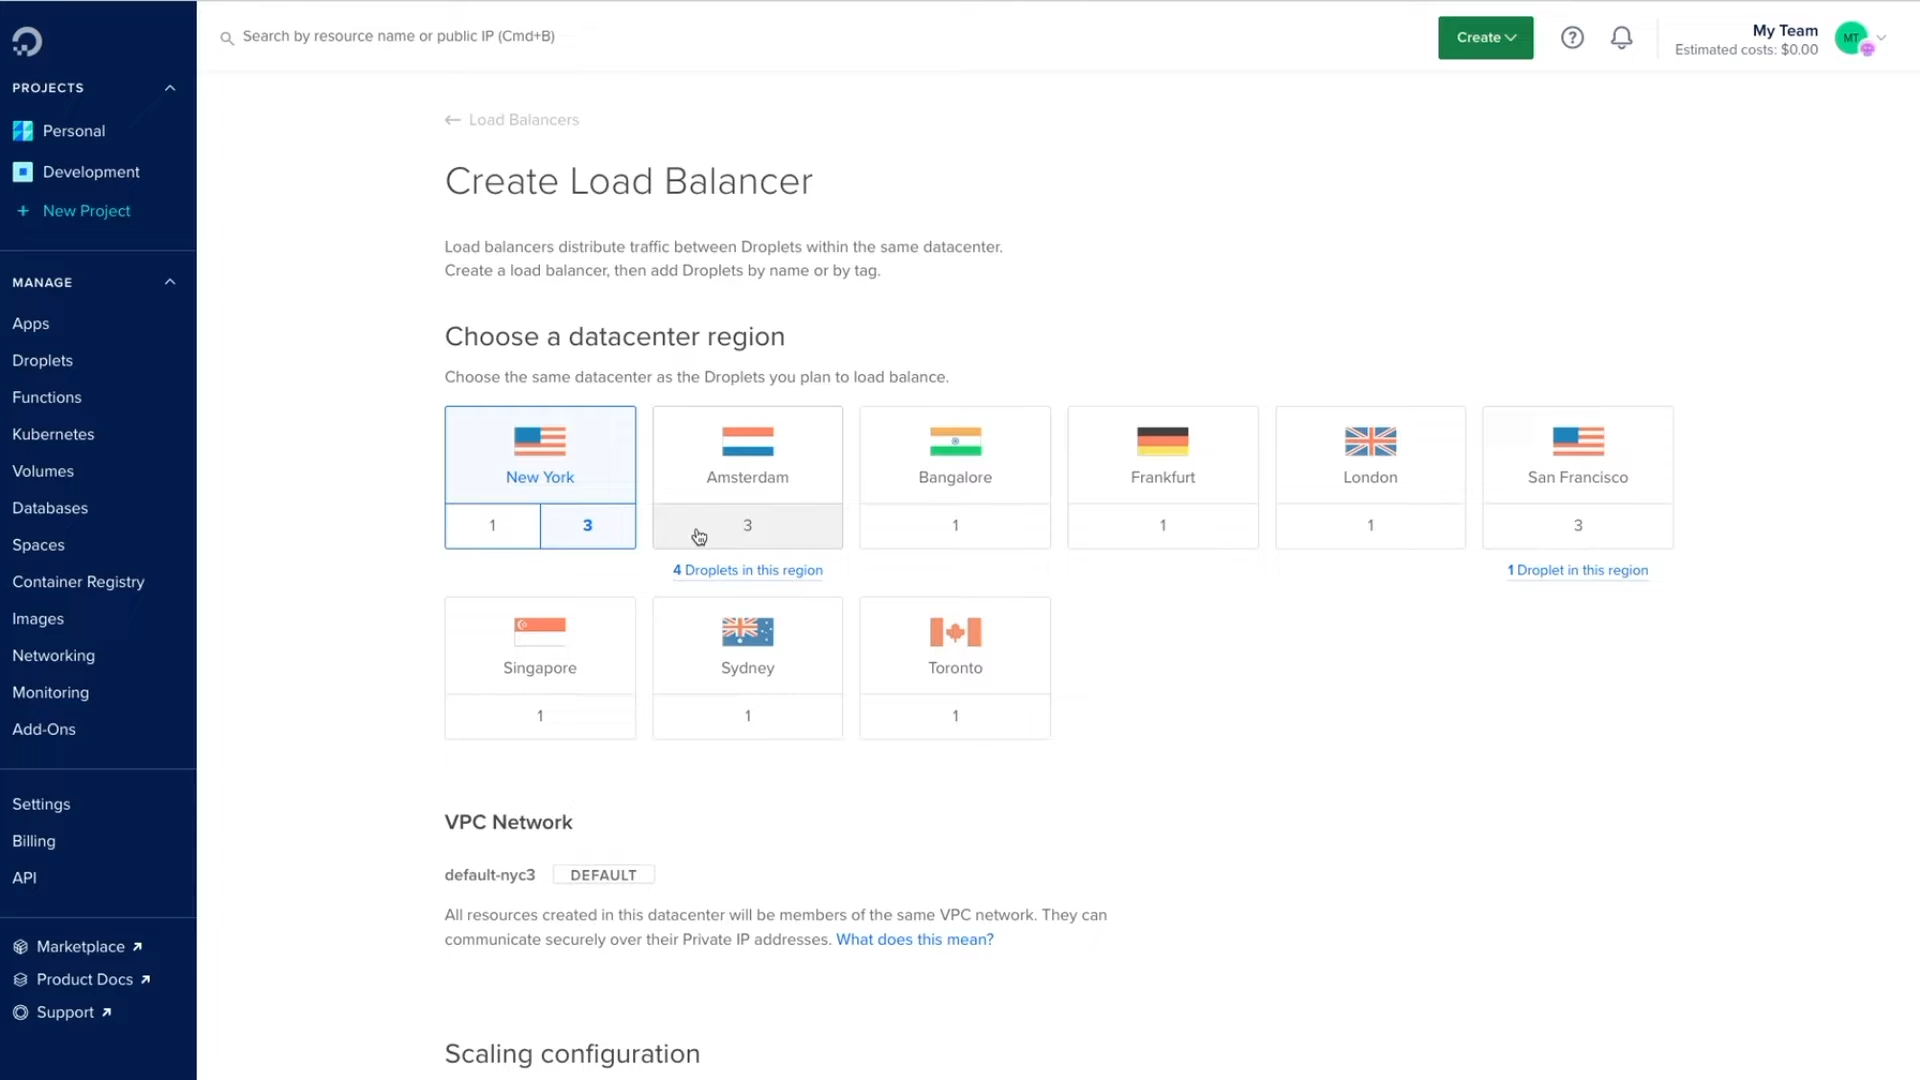 Search by resource name or public IP (Cmd+B)
Create
My Team
Estimated costs: $0.00
MT
PROJECTS
Personal
Development
+ New Project
MANAGE
Apps
Droplets
Functions
Kubernetes
Volumes
Databases
Spaces
Container Registry
Images
Networking
Monitoring
Add-Ons
Settings
Billing
API
Marketplace
Product Docs
Support
← Load Balancers
Create Load Balancer
Load balancers distribute traffic between Droplets within the same datacenter.
Create a load balancer, then add Droplets by name or by tag.
Choose a datacenter region
Choose the same datacenter as the Droplets you plan to load balance.
New York
1 3
Amsterdam
3
4 Droplets in this region
Bangalore
1
Frankfurt
1
London
1
San Francisco
3
1 Droplet in this region
Singapore
1
Sydney
1
Toronto
1
VPC Network
default-nyc3 DEFAULT
All resources created in this datacenter will be members of the same VPC network. They can
communicate securely over their Private IP addresses. What does this mean?
Scaling configuration